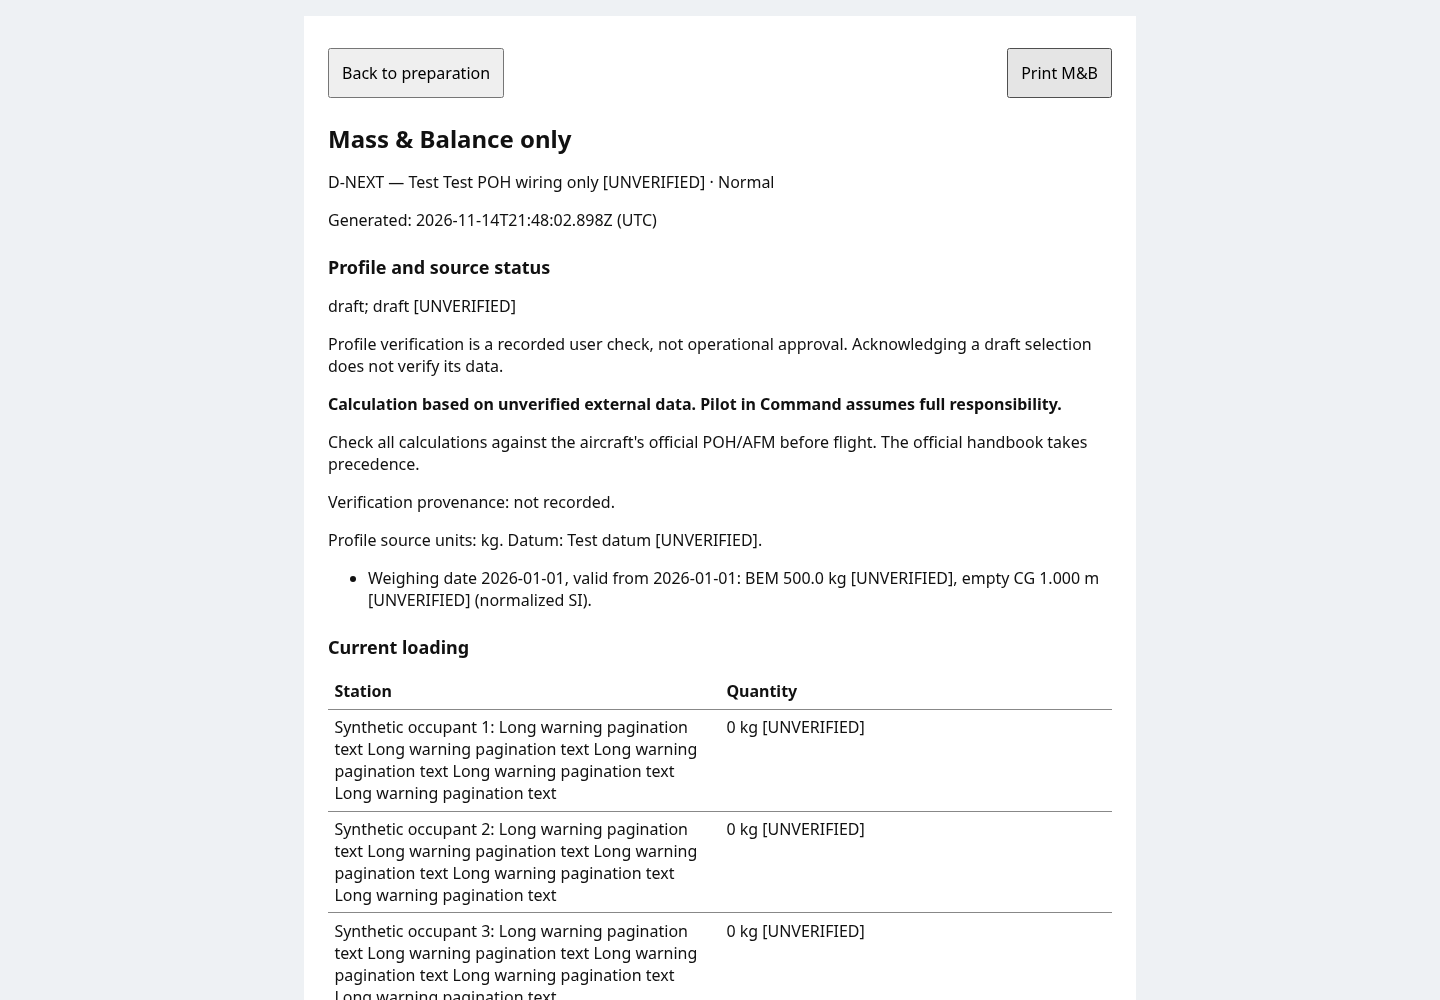 Back to preparation
Print M&B
Mass & Balance only
D-NEXT — Test Test POH wiring only [UNVERIFIED] · Normal
Generated: 2026-11-14T21:48:02.898Z (UTC)
Profile and source status
draft; draft [UNVERIFIED]
Profile verification is a recorded user check, not operational approval. Acknowledging a draft selection
does not verify its data.
Calculation based on unverified external data. Pilot in Command assumes full responsibility.
Check all calculations against the aircraft's official POH/AFM before flight. The official handbook takes
precedence.
Verification provenance: not recorded.
Profile source units: kg. Datum: Test datum [UNVERIFIED].
• Weighing date 2026-01-01, valid from 2026-01-01: BEM 500.0 kg [UNVERIFIED], empty CG 1.000 m
[UNVERIFIED] (normalized SI).
Current loading
Station Quantity
Synthetic occupant 1: Long warning pagination 0 kg [UNVERIFIED]
text Long warning pagination text Long warning
pagination text Long warning pagination text
Long warning pagination text
Synthetic occupant 2: Long warning pagination 0 kg [UNVERIFIED]
text Long warning pagination text Long warning
pagination text Long warning pagination text
Long warning pagination text
Synthetic occupant 3: Long warning pagination 0 kg [UNVERIFIED]
text Long warning pagination text Long warning
pagination text Long warning pagination text
Long warning pagination text